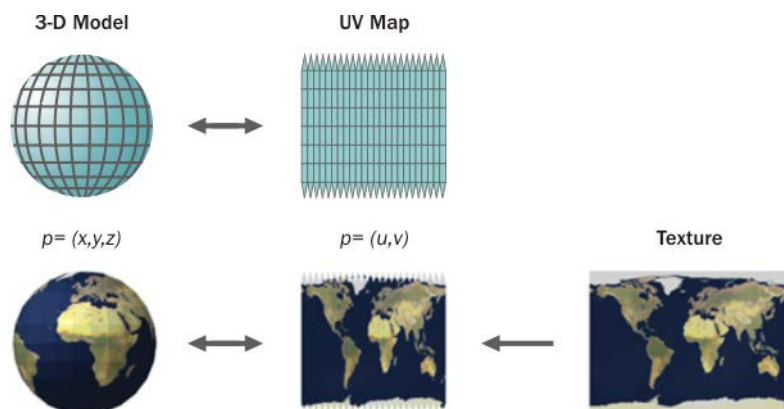 3-D Model
UV Map
p= (x,y,z)
p= (u,v)
Texture